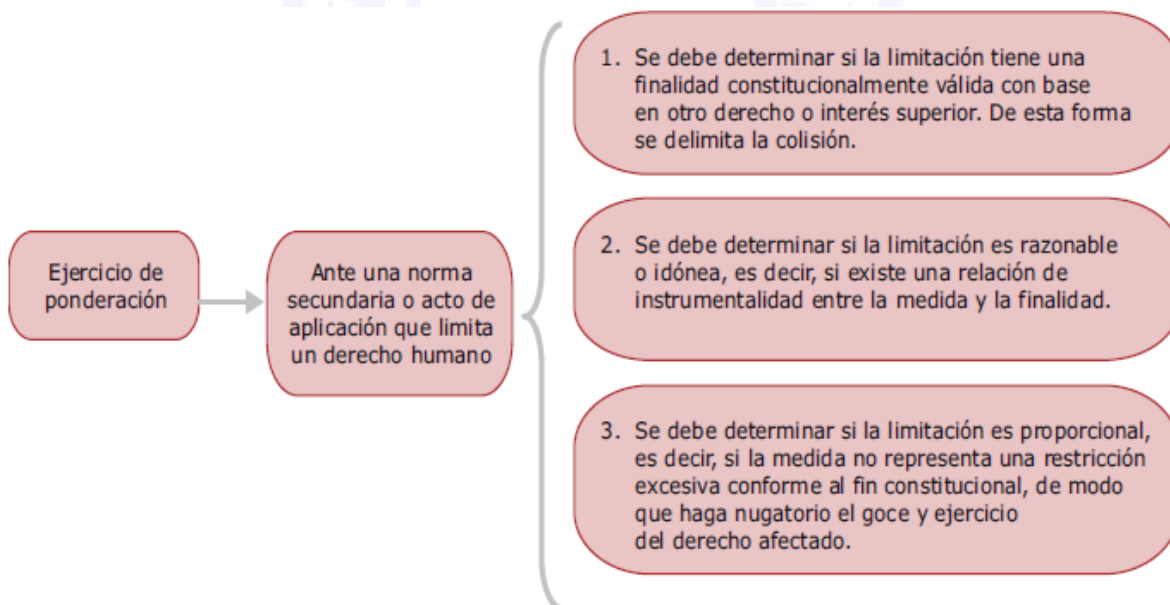 Ejercicio de
ponderación
Ante una norma
secundaria o acto de
aplicación que limita
un derecho humano
1. Se debe determinar si la limitación tiene una
finalidad constitucionalmente válida con base
en otro derecho o interés superior. De esta forma
se delimita la colisión.
2. Se debe determinar si la limitación es razonable
o idónea, es decir, si existe una relación de
instrumentalidad entre la medida y la finalidad.
3. Se debe determinar si la limitación es proporcional,
es decir, si la medida no representa una restricción
excesiva conforme al fin constitucional, de modo
que haga nugatorio el goce y ejercicio
del derecho afectado.